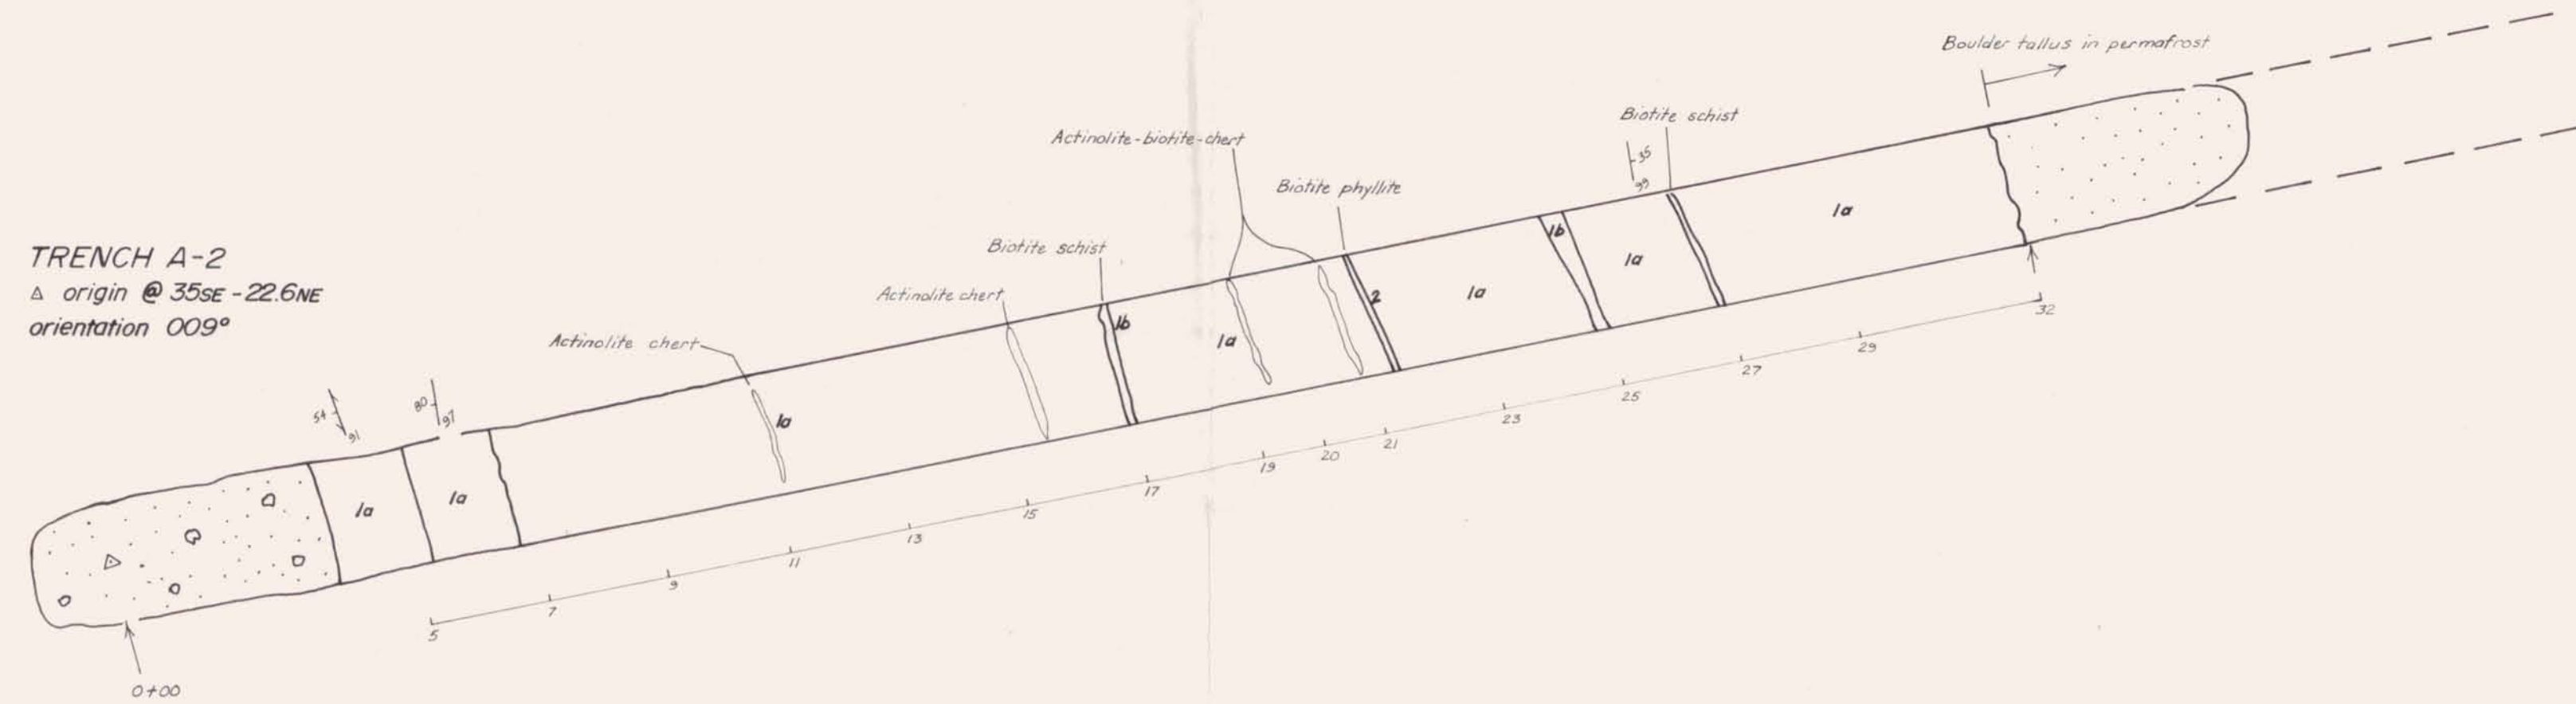 Boulder tallus in permafrost
Biotite schist
35
99
Actinolite-biotite-chert
Biotite phyllite
1b
1a
1a
TRENCH A-2
△ origin @ 35SE - 22.6NE
orientation 009°
Biotite schist
Actinolite chert
2
1a
1b
1a
Actinolite chert
1a
54
91
80
97
1a
1a
0+00
5
7
9
11
13
15
17
19
20
21
23
25
27
29
32